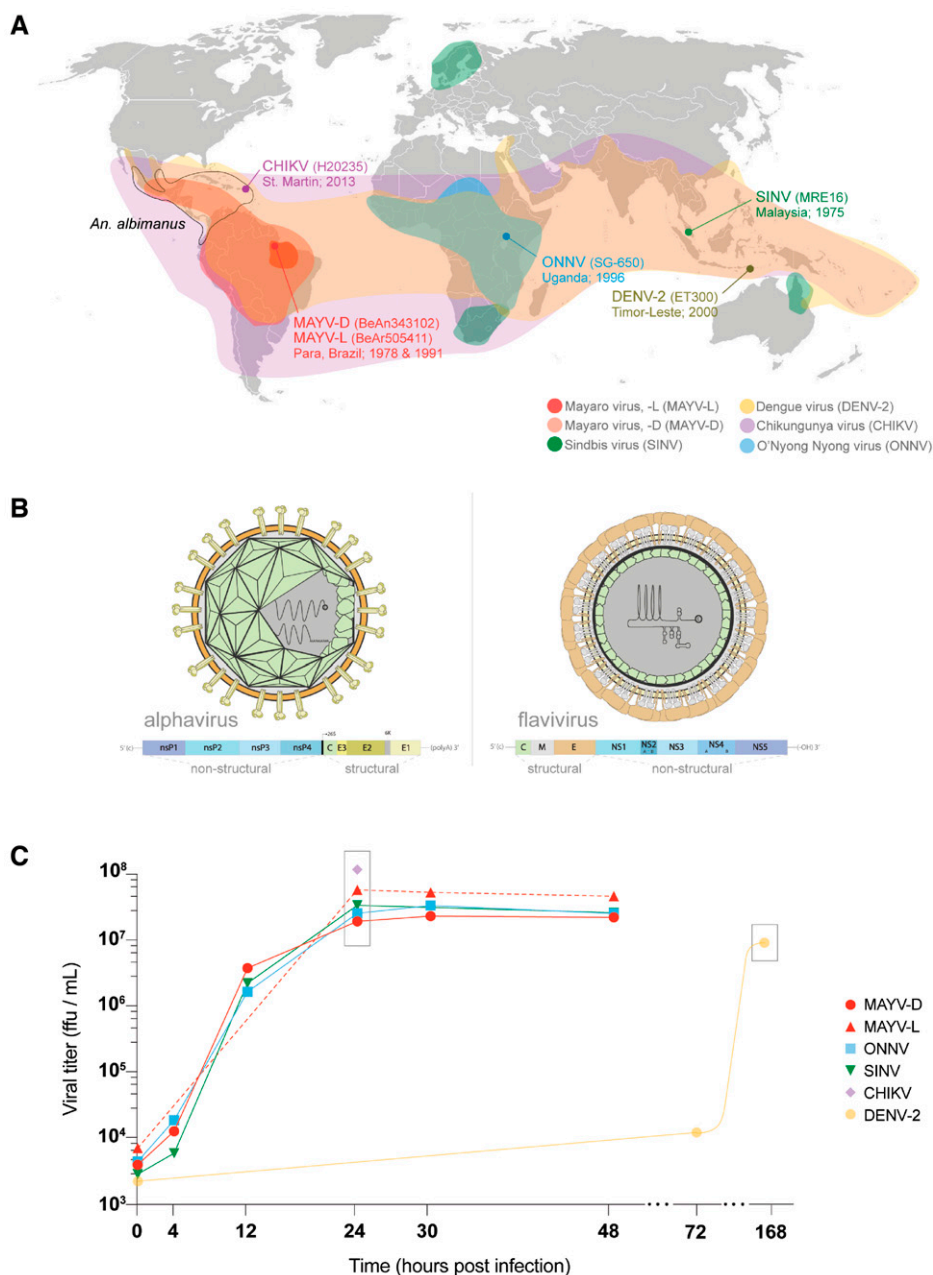 A
CHIKV (H20235)
St. Martin; 2013
An. albimanus
SINV (MRE16)
Malaysia; 1975
ONNV (SG-650)
Uganda; 1996
DENV-2 (ET300)
Timor-Leste; 2000
MAYV-D (BeAn343102)
MAYV-L (BeAr505411)
Para, Brazil; 1978 & 1991
Mayaro virus, -L (MAYV-L)
Dengue virus (DENV-2)
Mayaro virus, -D (MAYV-D)
Chikungunya virus (CHIKV)
Sindbis virus (SINV)
O'Nyong Nyong virus (ONNV)
B
alphavirus
flavivirus
5' (c) nsP1 nsP2 nsP3 nsP4 C E3 E2 6K E1 (polyA) 3'
non-structural structural
5' (c) C M E NS1 NS2 NS3 NS4 NS5 (-OH) 3'
structural non-structural
C
Viral titer (ffu / mL)
10⁸
10⁷
10⁶
10⁵
10⁴
10³
0 4 12 24 30 48 72 168
Time (hours post infection)
MAYV-D
MAYV-L
ONNV
SINV
CHIKV
DENV-2